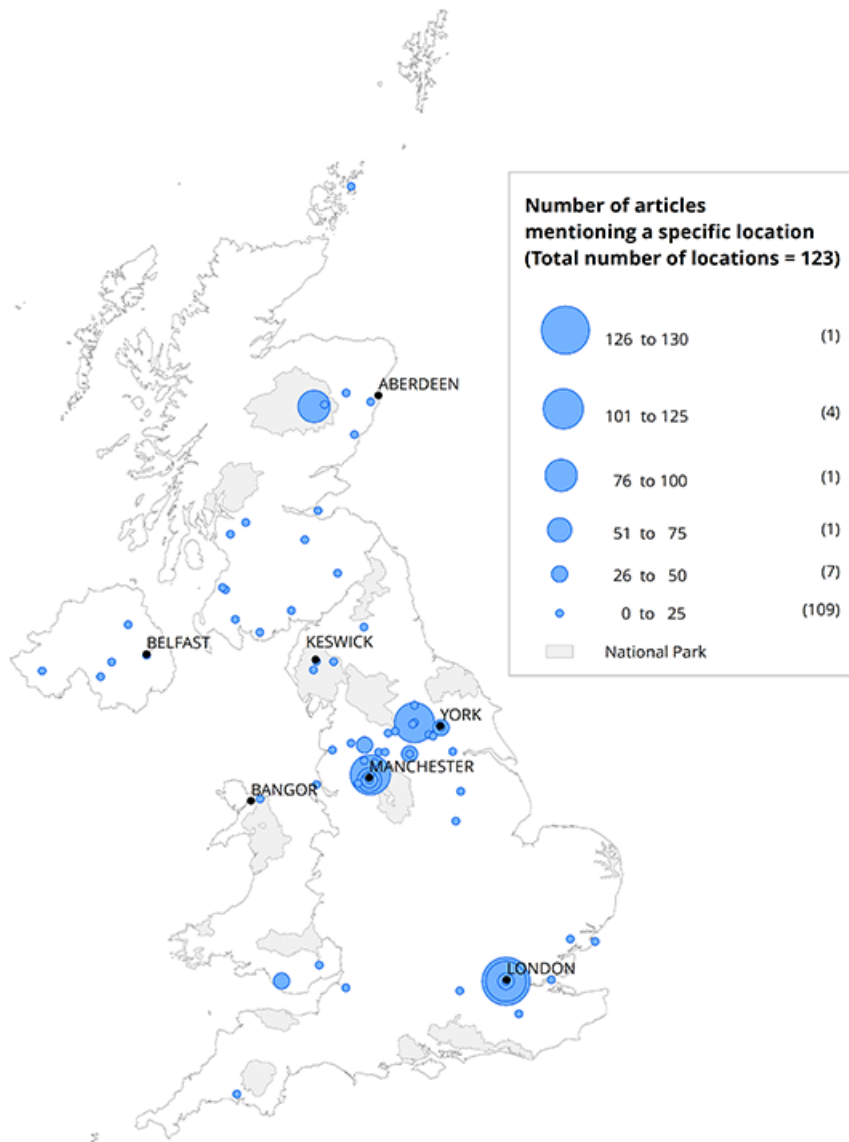 Number of articles
mentioning a specific location
(Total number of locations = 123)
126 to 130 (1)
101 to 125 (4)
76 to 100 (1)
51 to 75 (1)
26 to 50 (7)
0 to 25 (109)
National Park
ABERDEEN
BELFAST
KESWICK
YORK
MANCHESTER
BANGOR
LONDON